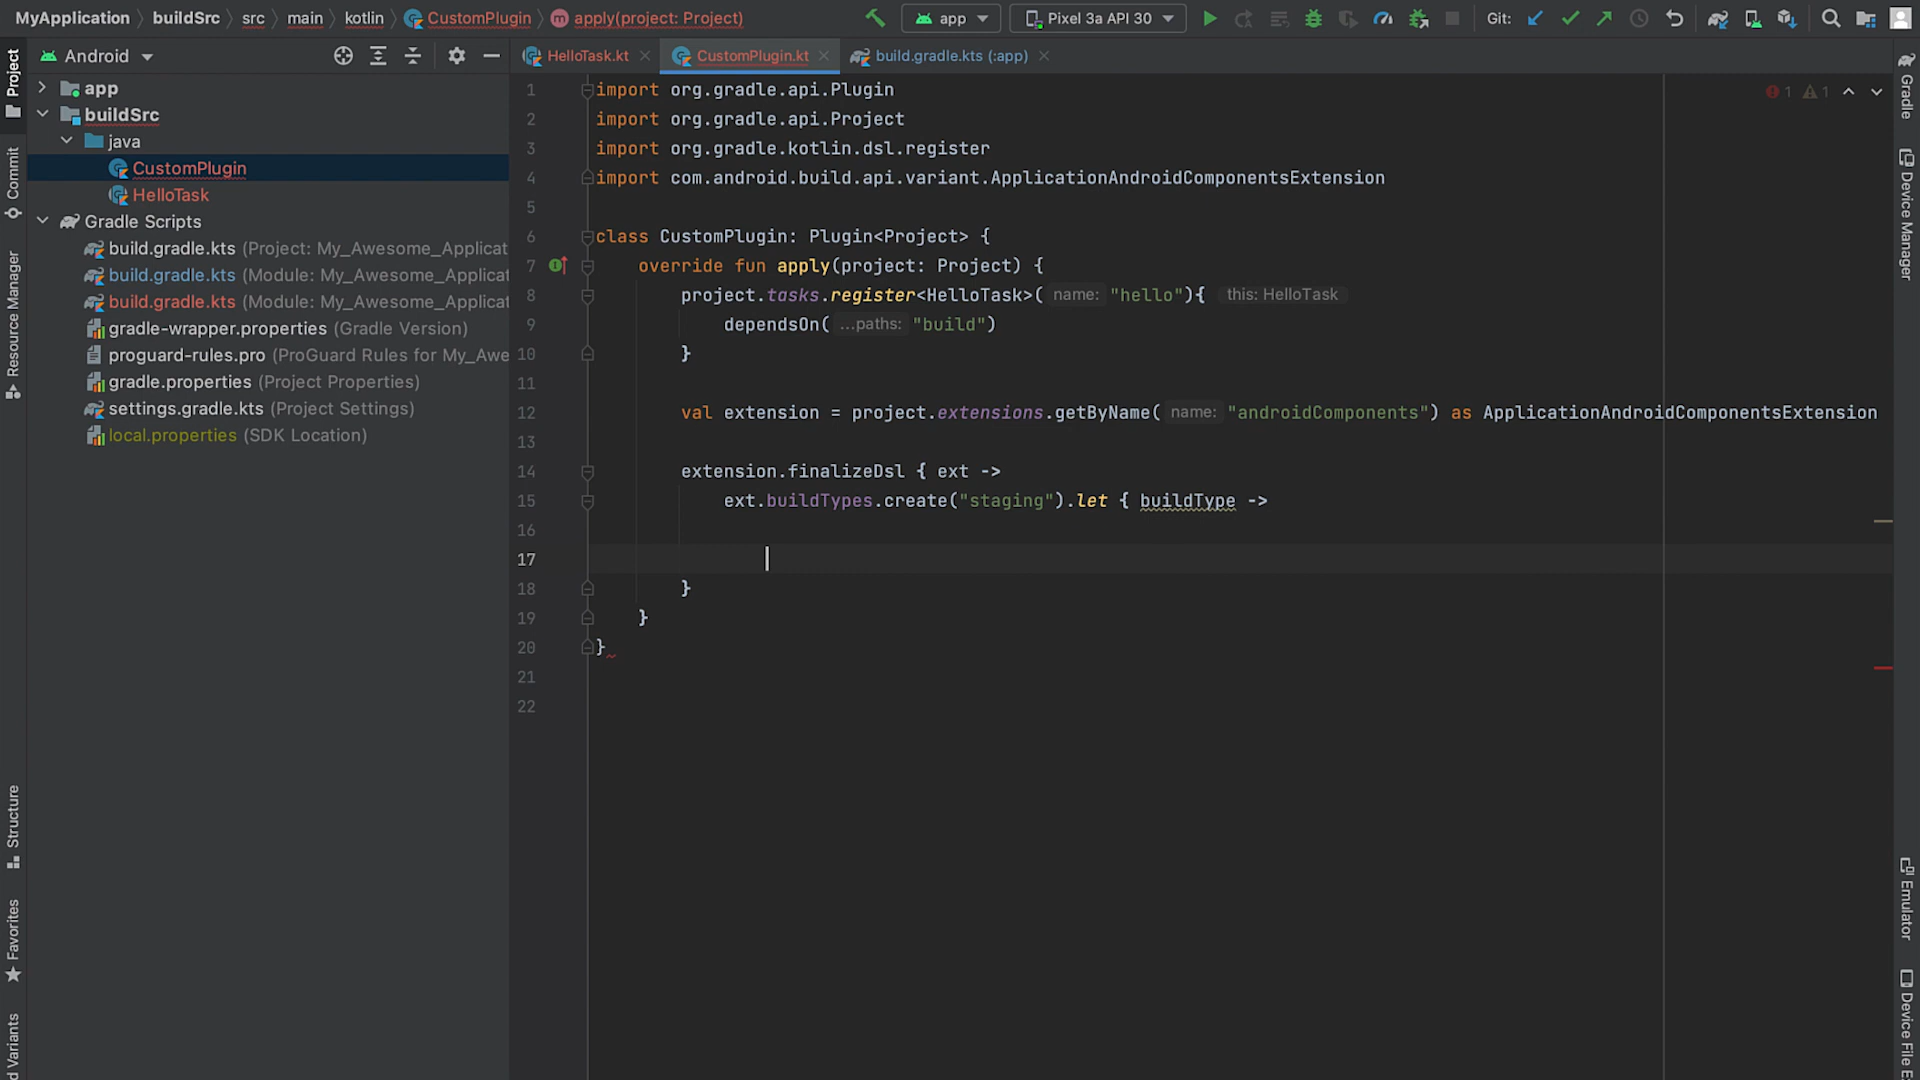 MyApplication buildSrc src main kotlin CustomPlugin apply(project: Project) app Pixel 3a API 30 Git:
Project
Commit
Resource Manager
Structure
Favorites
Android
app
buildSrc
java
CustomPlugin
HelloTask
Gradle Scripts
build.gradle.kts (Project: My_Awesome_Applicat
build.gradle.kts (Module: My_Awesome_Applicat
build.gradle.kts (Module: My_Awesome_Applicat
gradle-wrapper.properties (Gradle Version)
proguard-rules.pro (ProGuard Rules for My_Awe
gradle.properties (Project Properties)
settings.gradle.kts (Project Settings)
local.properties (SDK Location)
HelloTask.kt CustomPlugin.kt build.gradle.kts (:app)
1 1
1 import org.gradle.api.Plugin
2 import org.gradle.api.Project
3 import org.gradle.kotlin.dsl.register
4 import com.android.build.api.variant.ApplicationAndroidComponentsExtension
5
6 class CustomPlugin: Plugin<Project> {
7 override fun apply(project: Project) {
8 project.tasks.register<HelloTask>( name: "hello"){ this: HelloTask
9 dependsOn( ...paths: "build")
10 }
11
12 val extension = project.extensions.getByName( name: "androidComponents") as ApplicationAndroidComponentsExtension
13
14 extension.finalizeDsl { ext ->
15 ext.buildTypes.create("staging").let { buildType ->
16
17
18 }
19 }
20 }
21
22
Gradle
Device Manager
Emulator